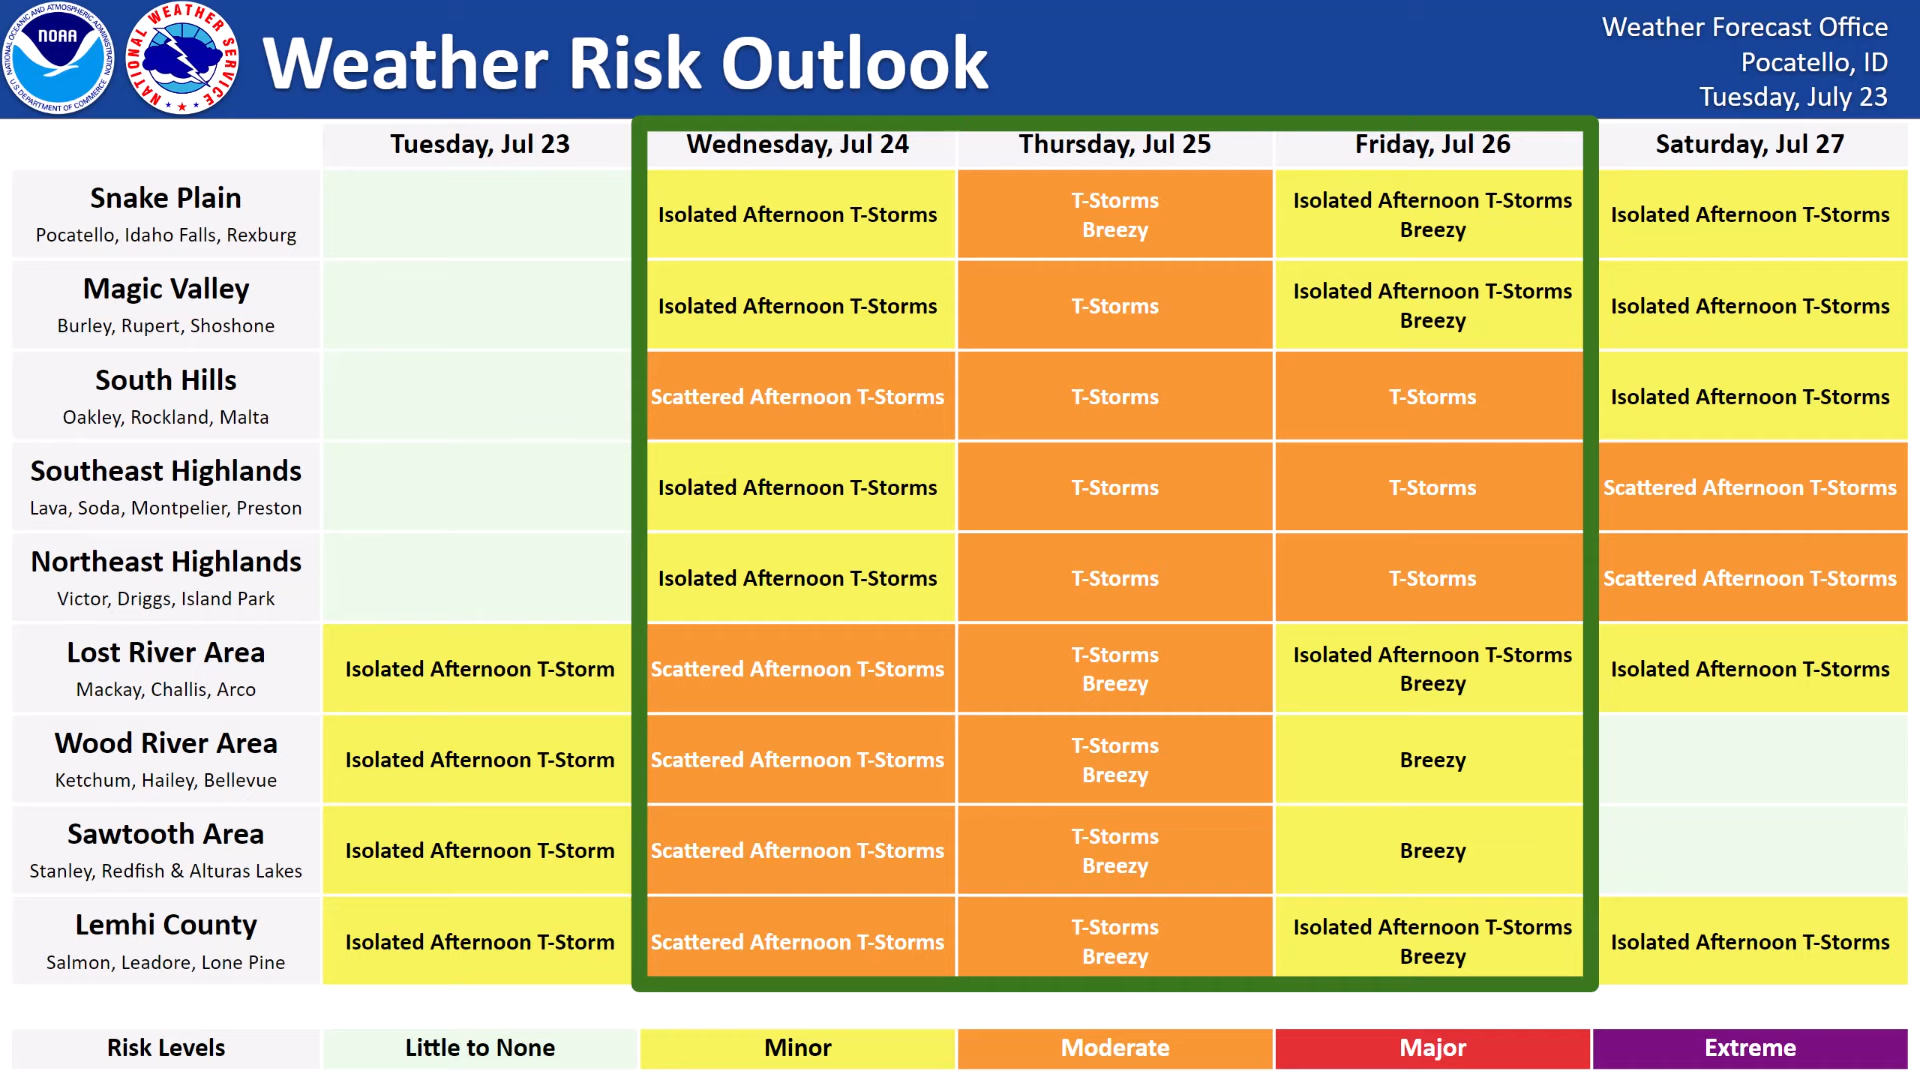 NATIONAL OCEANIC AND ATMOSPHERIC ADMINISTRATION
NOAA
U.S. DEPARTMENT OF COMMERCE
NATIONAL WEATHER SERVICE
Weather Risk Outlook
Weather Forecast Office
Pocatello, ID
Tuesday, July 23
Tuesday, Jul 23
Wednesday, Jul 24
Thursday, Jul 25
Friday, Jul 26
Saturday, Jul 27
Snake Plain
Pocatello, Idaho Falls, Rexburg
Isolated Afternoon T-Storms
T-Storms
Breezy
Isolated Afternoon T-Storms
Breezy
Isolated Afternoon T-Storms
Magic Valley
Burley, Rupert, Shoshone
Isolated Afternoon T-Storms
T-Storms
Isolated Afternoon T-Storms
Breezy
Isolated Afternoon T-Storms
South Hills
Oakley, Rockland, Malta
Scattered Afternoon T-Storms
T-Storms
T-Storms
Isolated Afternoon T-Storms
Southeast Highlands
Lava, Soda, Montpelier, Preston
Isolated Afternoon T-Storms
T-Storms
T-Storms
Scattered Afternoon T-Storms
Northeast Highlands
Victor, Driggs, Island Park
Isolated Afternoon T-Storms
T-Storms
T-Storms
Scattered Afternoon T-Storms
Lost River Area
Mackay, Challis, Arco
Isolated Afternoon T-Storm
Scattered Afternoon T-Storms
T-Storms
Breezy
Isolated Afternoon T-Storms
Breezy
Isolated Afternoon T-Storms
Wood River Area
Ketchum, Hailey, Bellevue
Isolated Afternoon T-Storm
Scattered Afternoon T-Storms
T-Storms
Breezy
Breezy
Sawtooth Area
Stanley, Redfish & Alturas Lakes
Isolated Afternoon T-Storm
Scattered Afternoon T-Storms
T-Storms
Breezy
Breezy
Lemhi County
Salmon, Leadore, Lone Pine
Isolated Afternoon T-Storm
Scattered Afternoon T-Storms
T-Storms
Breezy
Isolated Afternoon T-Storms
Breezy
Isolated Afternoon T-Storms
Risk Levels
Little to None
Minor
Moderate
Major
Extreme